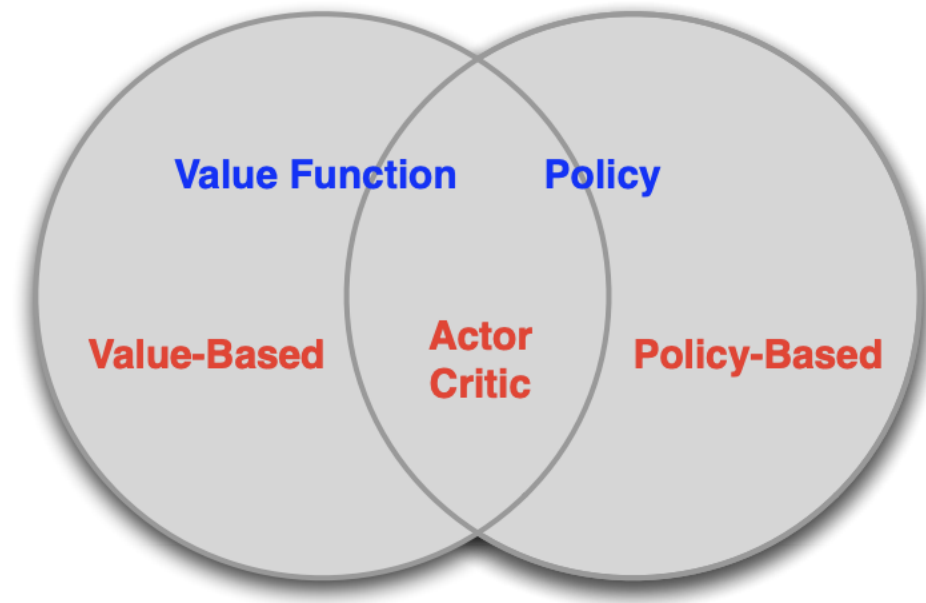 Value Function
Policy
Value-Based
Actor
Critic
Policy-Based